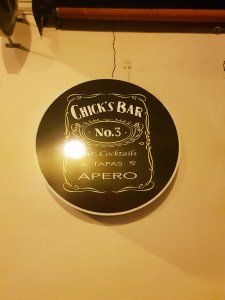 CHICK'S BAR
No.3
Cocktails
TAPAS
APERO